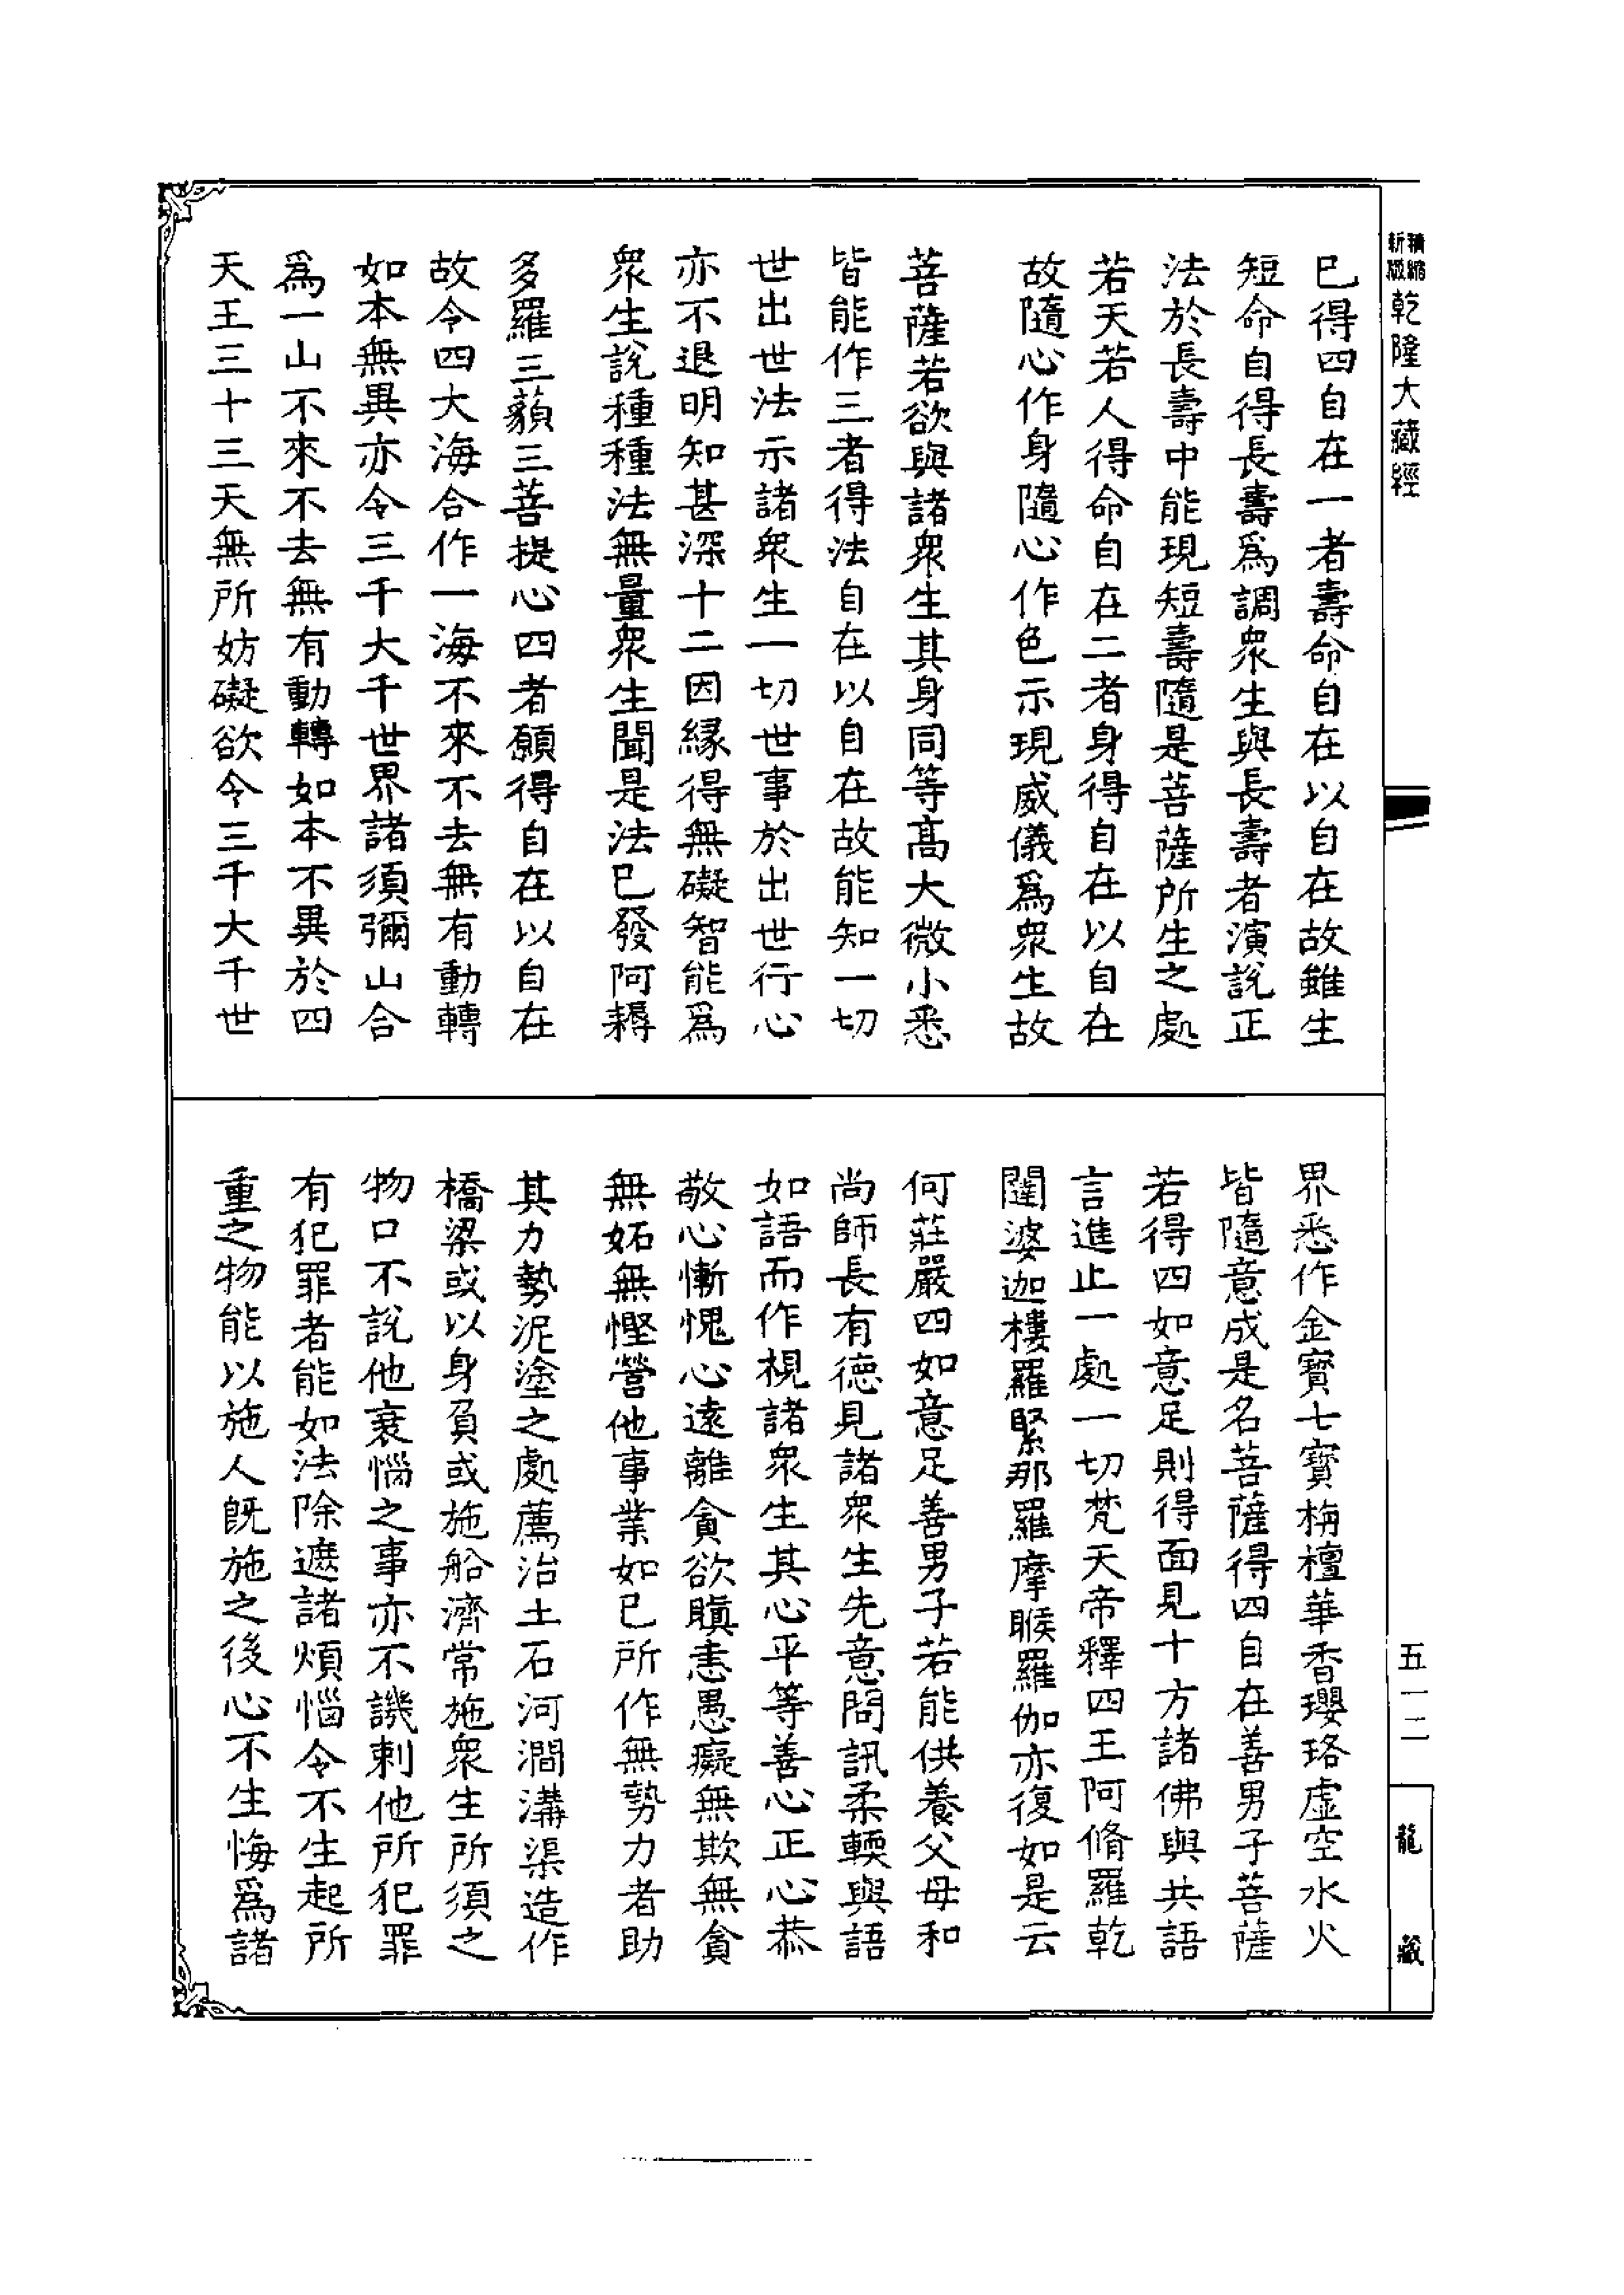 新版精縮乾隆大藏經
巳得四自在一者壽命自在以自在故雖生
短命自得長壽爲調衆生與長壽者演說正
法於長壽中能現短壽隨是菩薩所生之處
若天若人得命自在二者身得自在以自在
故隨心作身隨心作色示現威儀爲衆生故
菩薩若欲與諸衆生其身同等高大微小悉
皆能作三者得法自在以自在故能知一切
世出世法示諸衆生一切世事於出世行心
亦不退明知甚深十二因緣得無礙智能爲
衆生說種種法無量衆生聞是法巳發阿耨
多羅三藐三菩提心四者願得自在以自在
故令四大海合作一海不來不去無有動轉
如本無異亦令三千大千世界諸須彌山合
爲一山不來不去無有動轉如本不異於四
天王三十三天無所妨礙欲令三千大千世
界悉作金寶七寶栴檀華香瓔珞虛空水火
皆隨意成是名菩薩得四自在善男子菩薩
若得四如意足則得面見十方諸佛與共語
言進止一處一切梵天帝釋四王阿脩羅乾
闥婆迦樓羅緊那羅摩睺羅伽亦復如是云
何莊嚴四如意足善男子若能供養父母和
尚師長有德見諸衆生先意問訊柔輭與語
如語而作視諸衆生其心平等善心正心恭
敬心慚愧心遠離貪欲瞋恚愚癡無欺無貪
無妬無慳營他事業如巳所作無勢力者助
其力勢泥塗之處薦治土石河澗溝渠造作
橋梁或以身負或施船濟常施衆生所須之
物口不說他衰惱之事亦不譏剌他所犯罪
有犯罪者能如法除遮諸煩惱令不生起所
重之物能以施人旣施之後心不生悔爲諸
五一二
龍藏